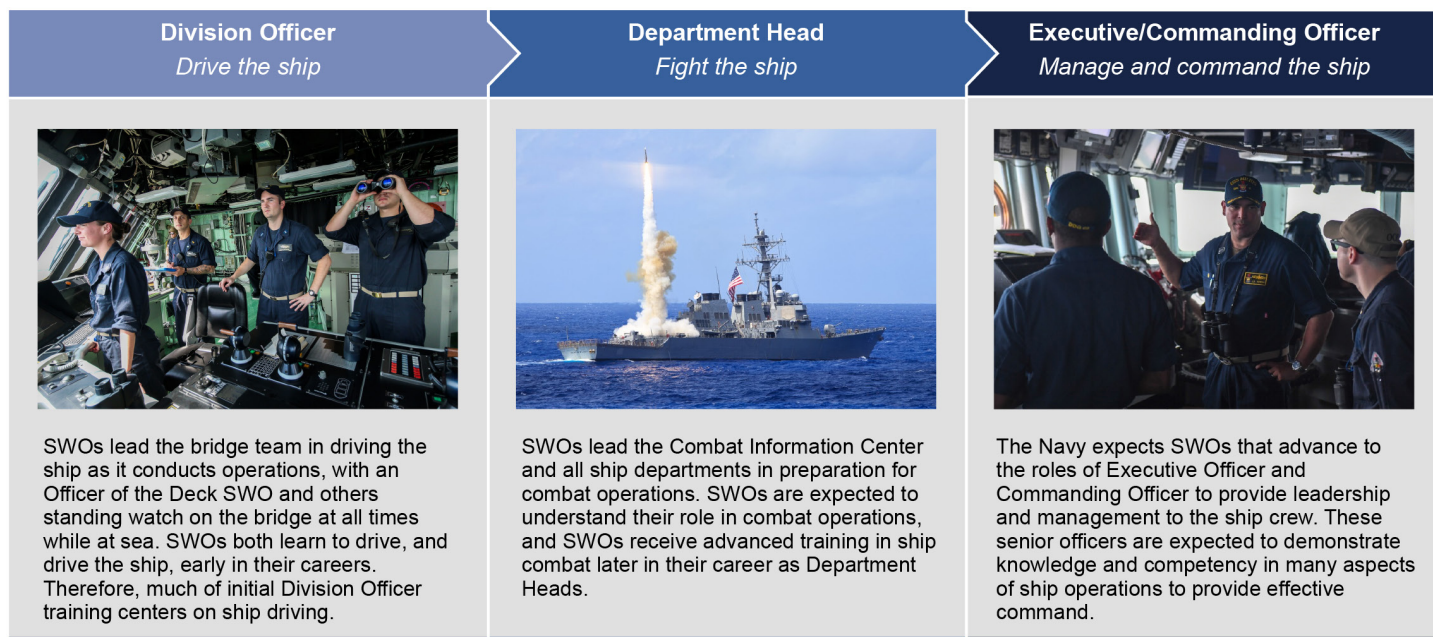 Division Officer
Drive the ship
Department Head
Fight the ship
Executive/Commanding Officer
Manage and command the ship
SWOs lead the bridge team in driving the
ship as it conducts operations, with an
Officer of the Deck SWO and others
standing watch on the bridge at all times
while at sea. SWOs both learn to drive, and
drive the ship, early in their careers.
Therefore, much of initial Division Officer
training centers on ship driving.
SWOs lead the Combat Information Center
and all ship departments in preparation for
combat operations. SWOs are expected to
understand their role in combat operations,
and SWOs receive advanced training in ship
combat later in their career as Department
Heads.
The Navy expects SWOs that advance to
the roles of Executive Officer and
Commanding Officer to provide leadership
and management to the ship crew. These
senior officers are expected to demonstrate
knowledge and competency in many aspects
of ship operations to provide effective
command.